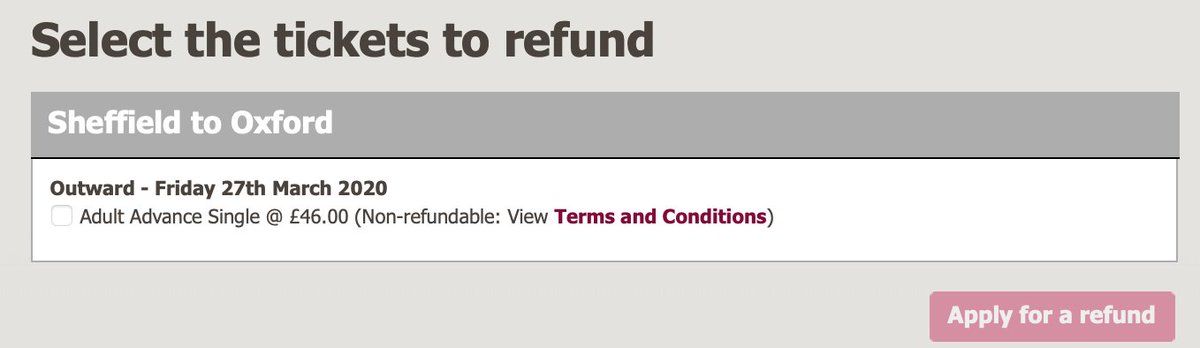 Select the tickets to refund
Sheffield to Oxford
Outward - Friday 27th March 2020
Adult Advance Single @ £46.00 (Non-refundable: View Terms and Conditions)
Apply for a refund